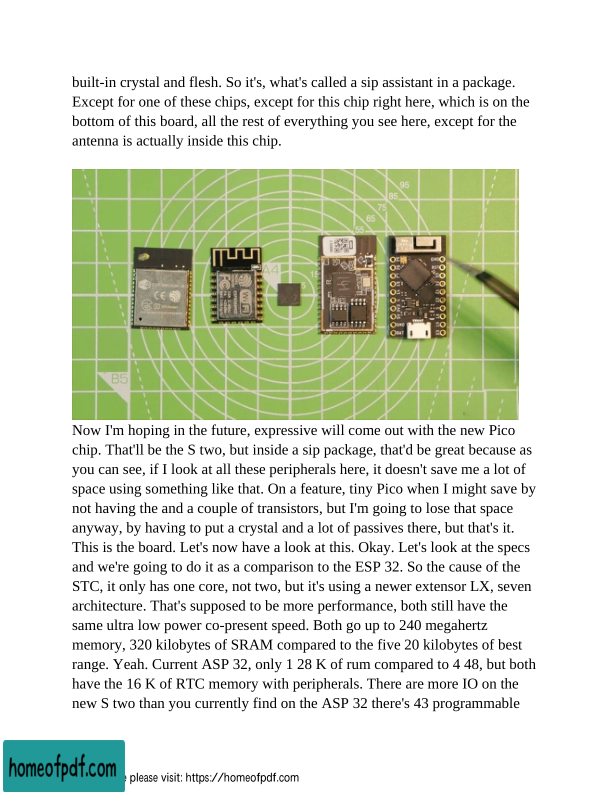 built-in crystal and flesh. So it's, what's called a sip assistant in a package.
Except for one of these chips, except for this chip right here, which is on the
bottom of this board, all the rest of everything you see here, except for the
antenna is actually inside this chip.
95
85
75
65
55
A4
15
WiFi
B5
Now I'm hoping in the future, expressive will come out with the new Pico
chip. That'll be the S two, but inside a sip package, that'd be great because as
you can see, if I look at all these peripherals here, it doesn't save me a lot of
space using something like that. On a feature, tiny Pico when I might save by
not having the and a couple of transistors, but I'm going to lose that space
anyway, by having to put a crystal and a lot of passives there, but that's it.
This is the board. Let's now have a look at this. Okay. Let's look at the specs
and we're going to do it as a comparison to the ESP 32. So the cause of the
STC, it only has one core, not two, but it's using a newer extensor LX, seven
architecture. That's supposed to be more performance, both still have the
same ultra low power co-present speed. Both go up to 240 megahertz
memory, 320 kilobytes of SRAM compared to the five 20 kilobytes of best
range. Yeah. Current ASP 32, only 1 28 K of rum compared to 4 48, but both
have the 16 K of RTC memory with peripherals. There are more IO on the
new S two than you currently find on the ASP 32 there's 43 programmable
homeofpdf.com
please visit: https://homeofpdf.com